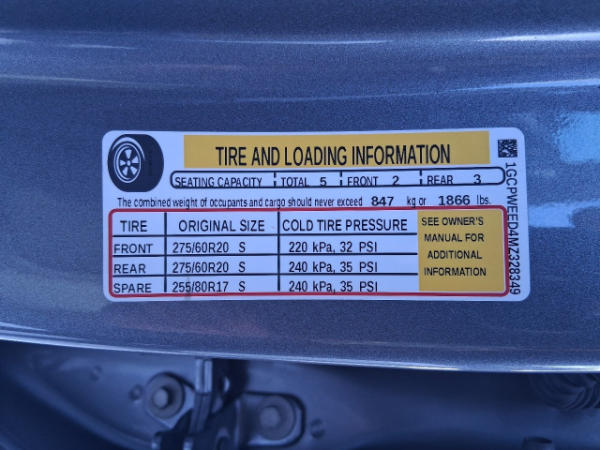 TIRE AND LOADING INFORMATION
SEATING CAPACITY TOTAL 5 FRONT 2 REAR 3
The combined weight of occupants and cargo should never exceed 847 kg or 1866 lbs.
TIRE ORIGINAL SIZE COLD TIRE PRESSURE
FRONT 275/60R20 S 220 kPa, 32 PSI
REAR 275/60R20 S 240 kPa, 35 PSI
SPARE 255/80R17 S 240 kPa, 35 PSI
SEE OWNER'S
MANUAL FOR
ADDITIONAL
INFORMATION
1GCPWEED4MZ328349